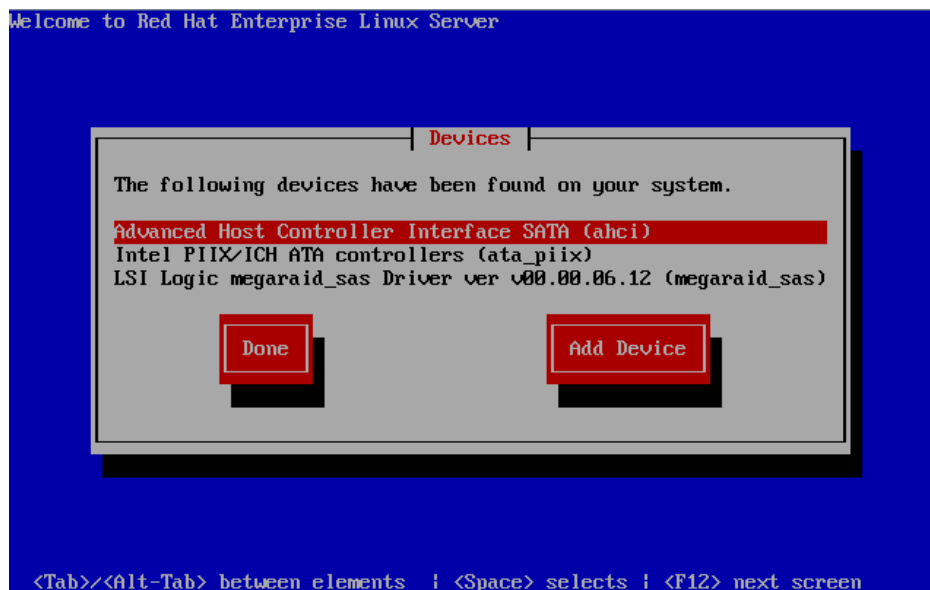 Welcome to Red Hat Enterprise Linux Server
Devices
The following devices have been found on your system.
Advanced Host Controller Interface SATA (ahci)
Intel PIIX/ICH ATA controllers (ata_piix)
LSI Logic megaraid_sas Driver ver v00.00.06.12 (megaraid_sas)
Done Add Device
<Tab>/<Alt-Tab> between elements | <Space> selects | <F12> next screen